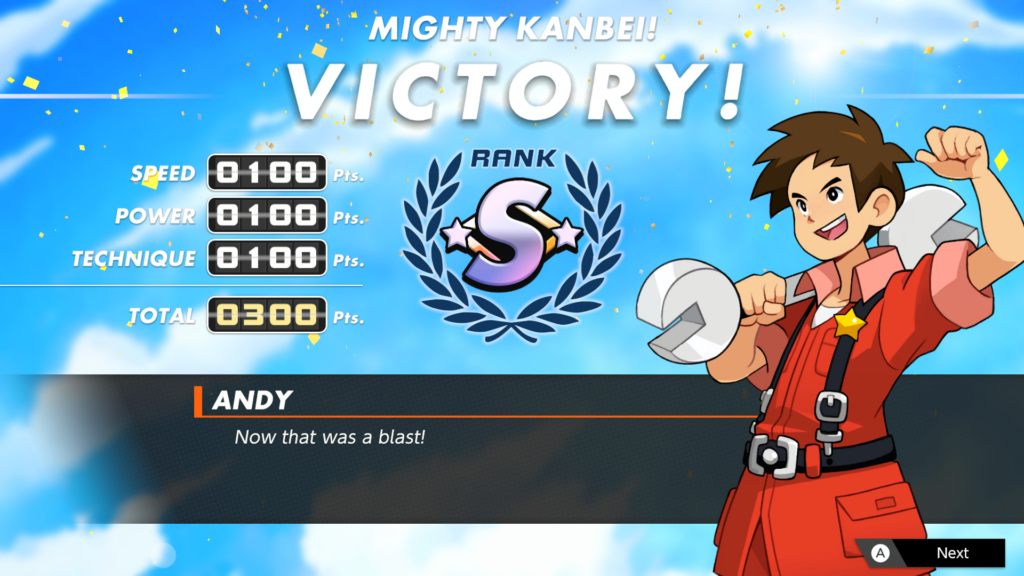 MIGHTY KANBEI!
VICTORY!
SPEED 0100 Pts.
POWER 0100 Pts.
TECHNIQUE 0100 Pts.
TOTAL 0300 Pts.
RANK
S
ANDY
Now that was a blast!
A Next